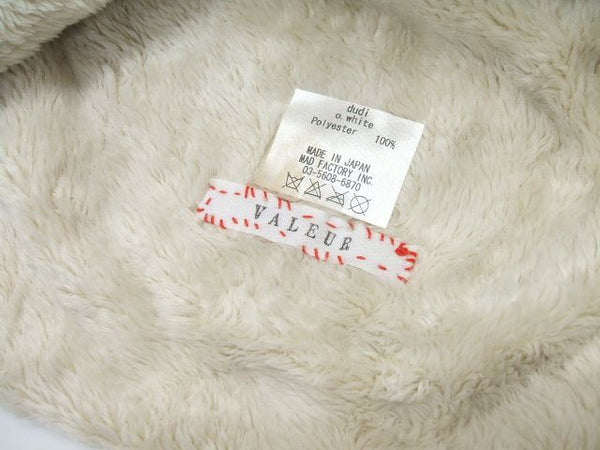 dudi
o.white
Polyester 100%
MADE IN JAPAN
MAD FACTORY INC.
03-5608-6870
VALEUR